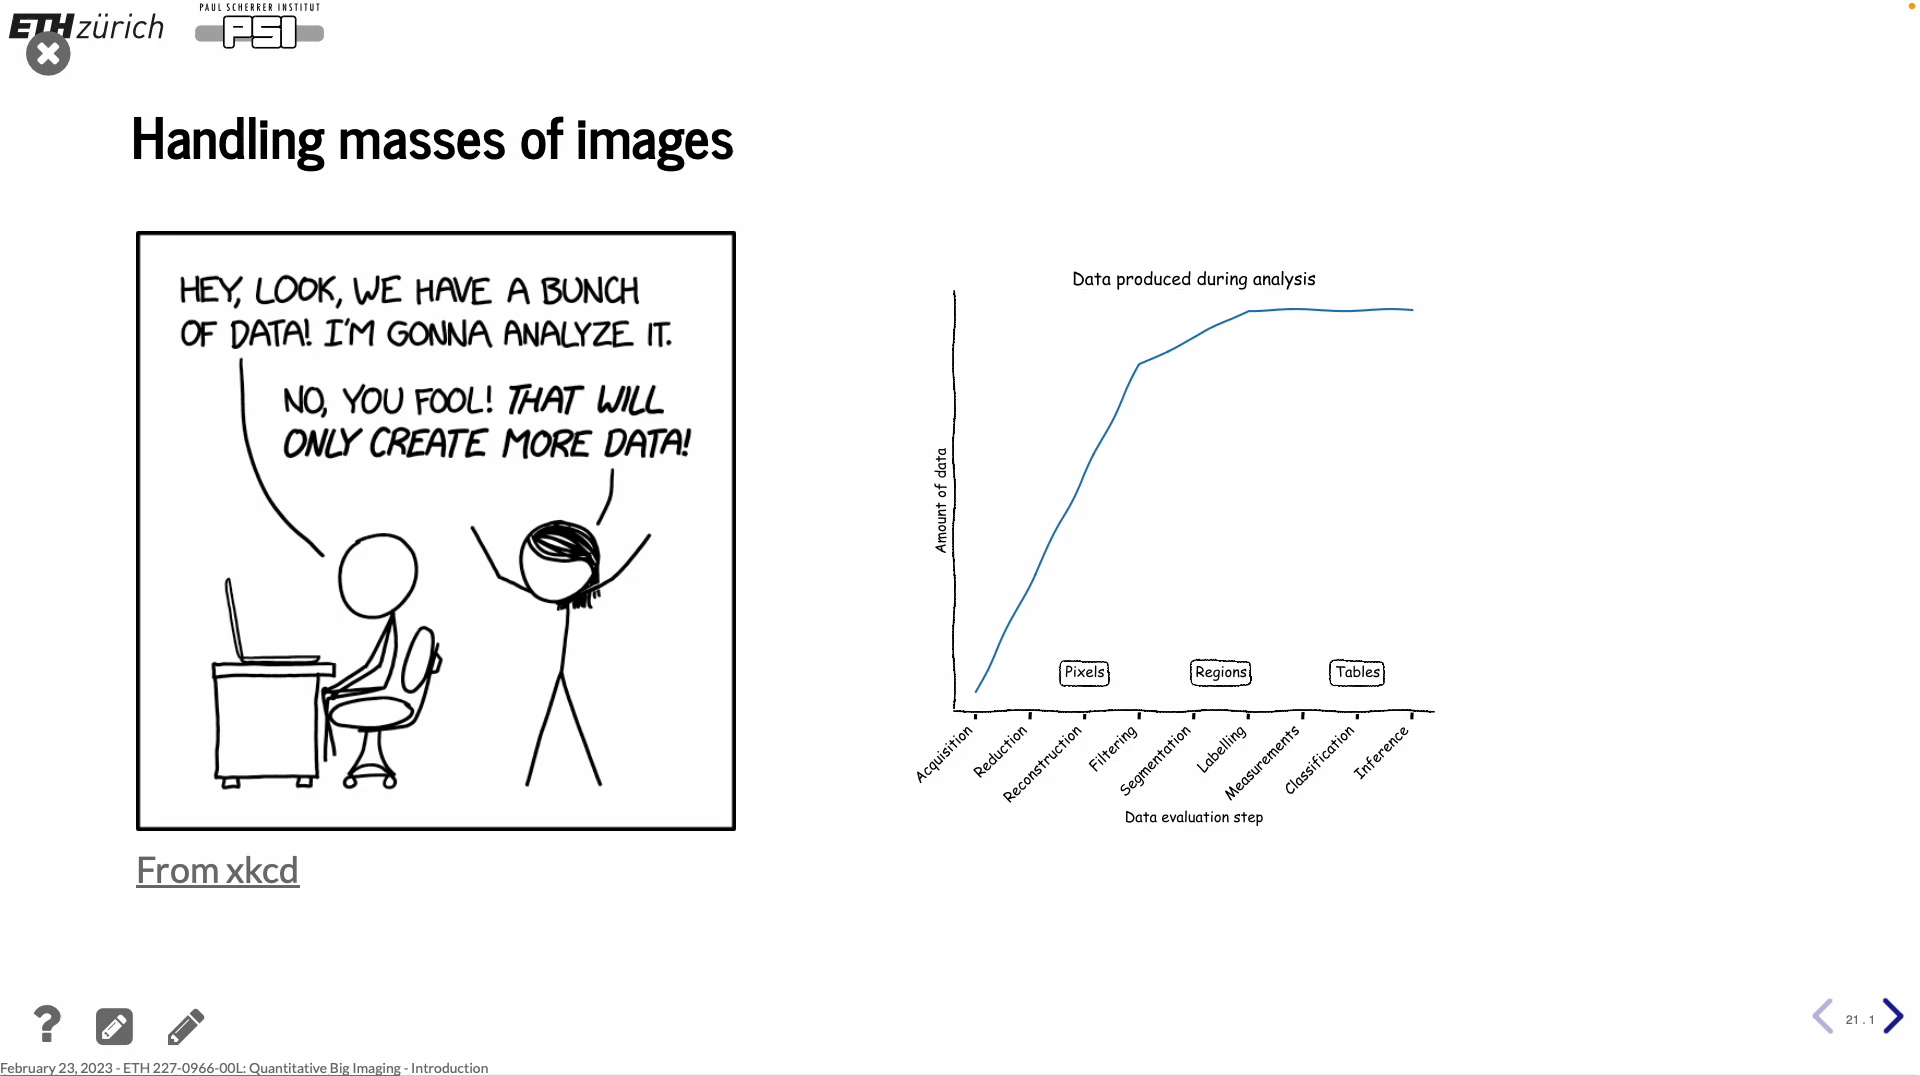 ETH zürich
PAUL SCHERRER INSTITUT
PSI
Handling masses of images
HEY, LOOK, WE HAVE A BUNCH
OF DATA! I'M GONNA ANALYZE IT.
NO, YOU FOOL! THAT WILL
ONLY CREATE MORE DATA!
From xkcd
Data produced during analysis
Amount of data
Pixels
Regions
Tables
Acquisition
Reduction
Reconstruction
Filtering
Segmentation
Labelling
Measurements
Classification
Inference
Data evaluation step
21 . 1
February 23, 2023 - ETH 227-0966-00L: Quantitative Big Imaging - Introduction